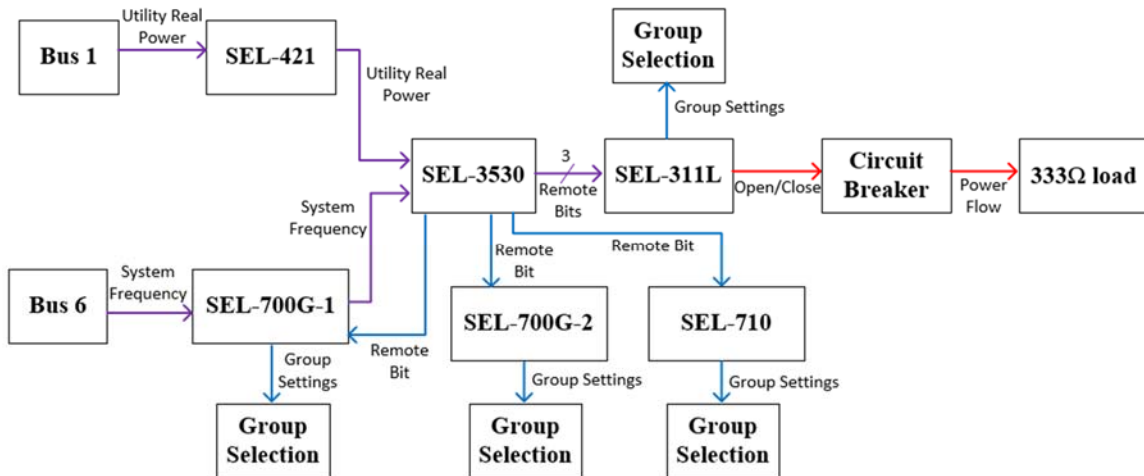 Utility Real
Power
Bus 1
SEL-421
Utility Real
Power
Group
Selection
Group Settings
SEL-3530
3
Remote
Bits
SEL-311L
Open/Close
Circuit
Breaker
Power
Flow
333Ω load
System
Frequency
Remote
Bit
Remote Bit
System
Frequency
Bus 6
SEL-700G-1
Remote
Bit
SEL-700G-2
SEL-710
Group
Settings
Group Settings
Group Settings
Group
Selection
Group
Selection
Group
Selection